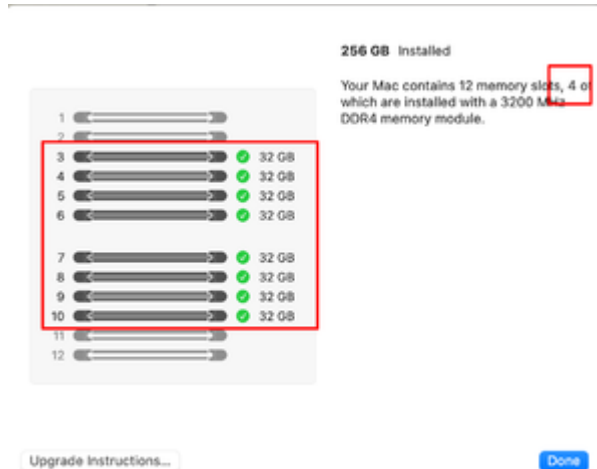 256 GB Installed
Your Mac contains 12 memory slots, 4 of
which are installed with a 3200 MHz
DDR4 memory module.
1
2
3 32 GB
4 32 GB
5 32 GB
6 32 GB
7 32 GB
8 32 GB
9 32 GB
10 32 GB
11
12
Upgrade Instructions...
Done